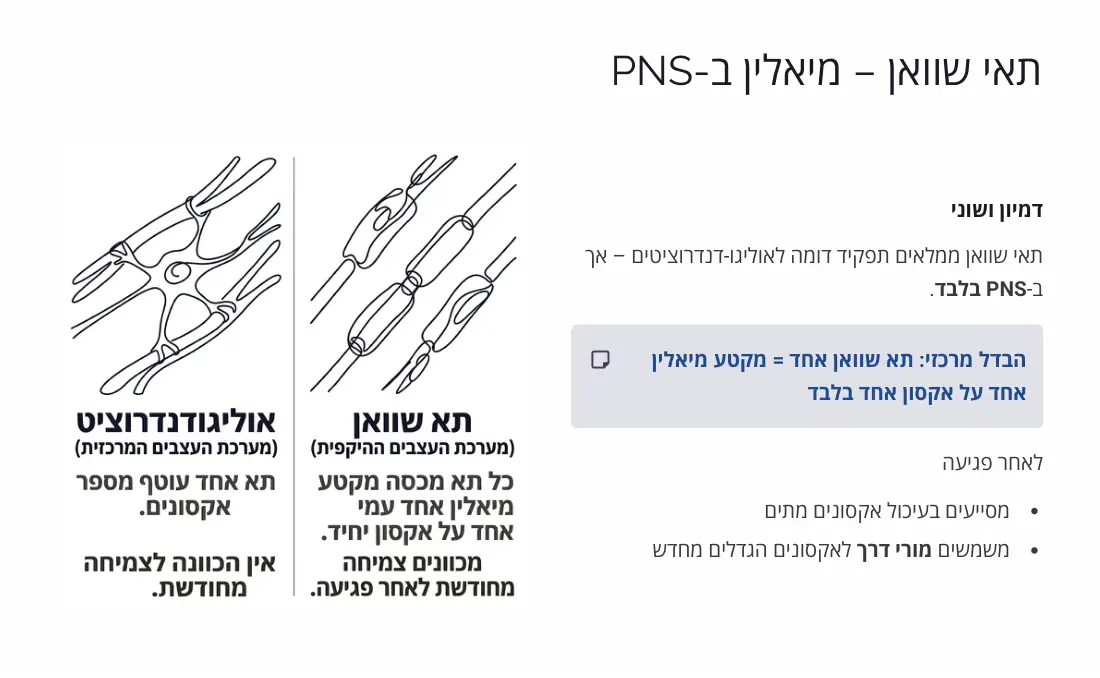 תאי שוואן – מיאלין ב-PNS
דמיון ושוני
תאי שוואן ממלאים תפקיד דומה לאוליגו-דנדרוציטים – אך
ב-PNS בלבד.
הבדל מרכזי: תא שוואן אחד = מקטע מיאלין
אחד על אקסון אחד בלבד
לאחר פגיעה
• מסייעים בעיכול אקסונים מתים
• משמשים מורי דרך לאקסונים הגדלים מחדש
תא שוואן
(מערכת העצבים ההיקפית)
כל תא מכסה מקטע
מיאלין אחד עמי
אחד על אקסון יחיד.
מכוונים צמיחה
מחודשת לאחר פגיעה.
אוליגודנדרוציט
(מערכת העצבים המרכזית)
תא אחד עוטף מספר
אקסונים.
אין הכוונה לצמיחה
מחודשת.